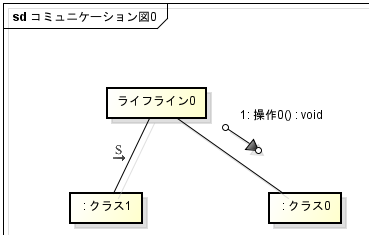 sd コミュニケーション図0
ライフライン0
1: 操作0() : void
S
: クラス1
: クラス0